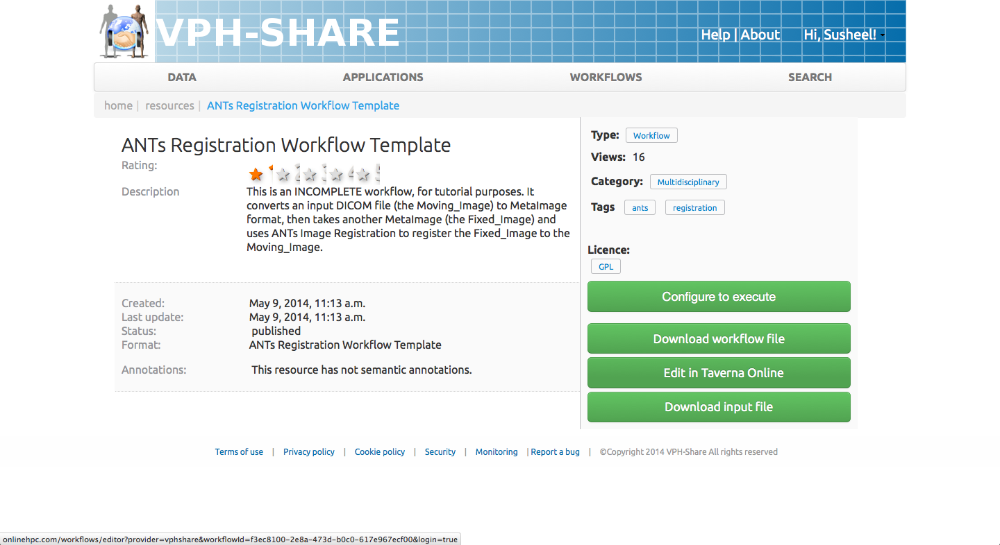 VPH-SHARE
Help | About Hi, Susheel!
DATA APPLICATIONS WORKFLOWS SEARCH
home | resources | ANTs Registration Workflow Template
ANTs Registration Workflow Template
Rating:
1 2 3 4 5
Description
This is an INCOMPLETE workflow, for tutorial purposes. It
converts an input DICOM file (the Moving_Image) to MetaImage
format, then takes another MetaImage (the Fixed_Image) and
uses ANTs Image Registration to register the Fixed_Image to the
Moving_Image.
Created: May 9, 2014, 11:13 a.m.
Last update: May 9, 2014, 11:13 a.m.
Status: published
Format: ANTs Registration Workflow Template
Annotations: This resource has not semantic annotations.
Type: Workflow
Views: 16
Category: Multidisciplinary
Tags ants registration
Licence:
GPL
Configure to execute
Download workflow file
Edit in Taverna Online
Download input file
Terms of use | Privacy policy | Cookie policy | Security | Monitoring | Report a bug | ©Copyright 2014 VPH-Share All rights reserved
onlinehpc.com/workflows/editor?provider=vphshare&workflowId=f3ec8100-2e8a-473d-b0c0-617e967ecf00&login=true